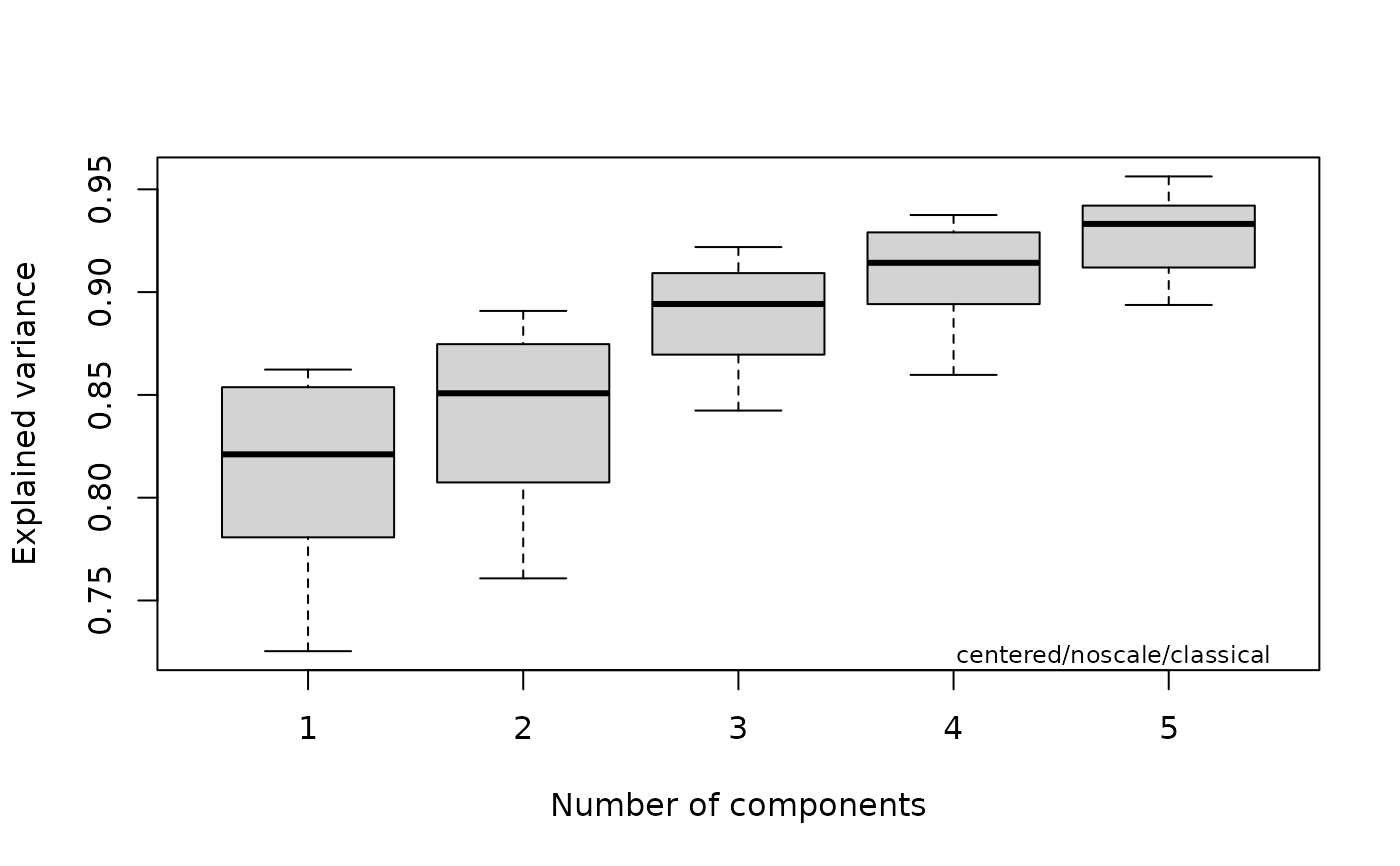 Explained variance
0.95
0.90
0.85
0.80
0.75
centered/noscale/classical
1 2 3 4 5
Number of components